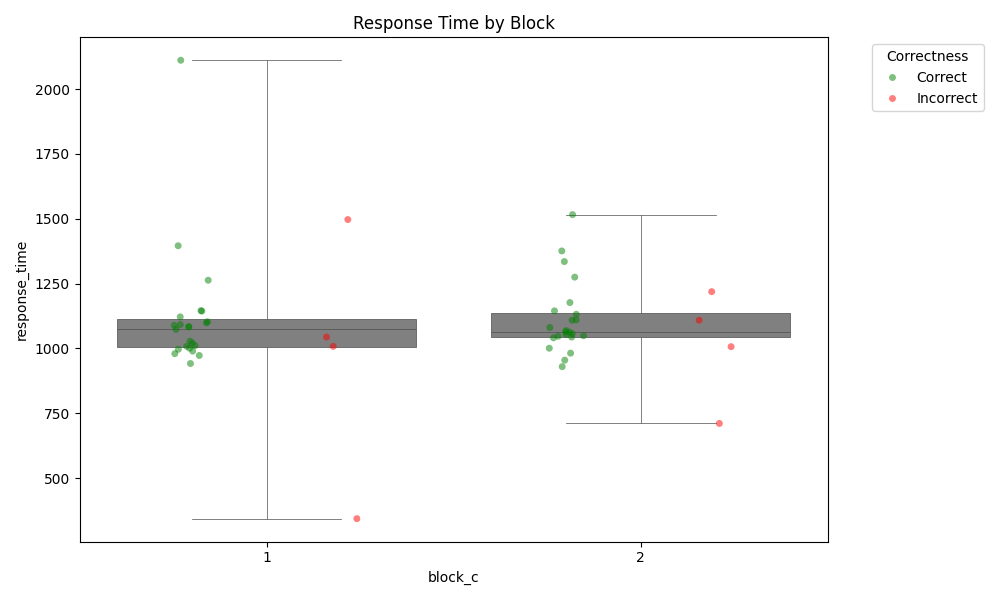 Response Time by Block
Correctness
Correct
Incorrect
2000
1750
1500
1250
1000
750
500
response_time
1
2
block_c